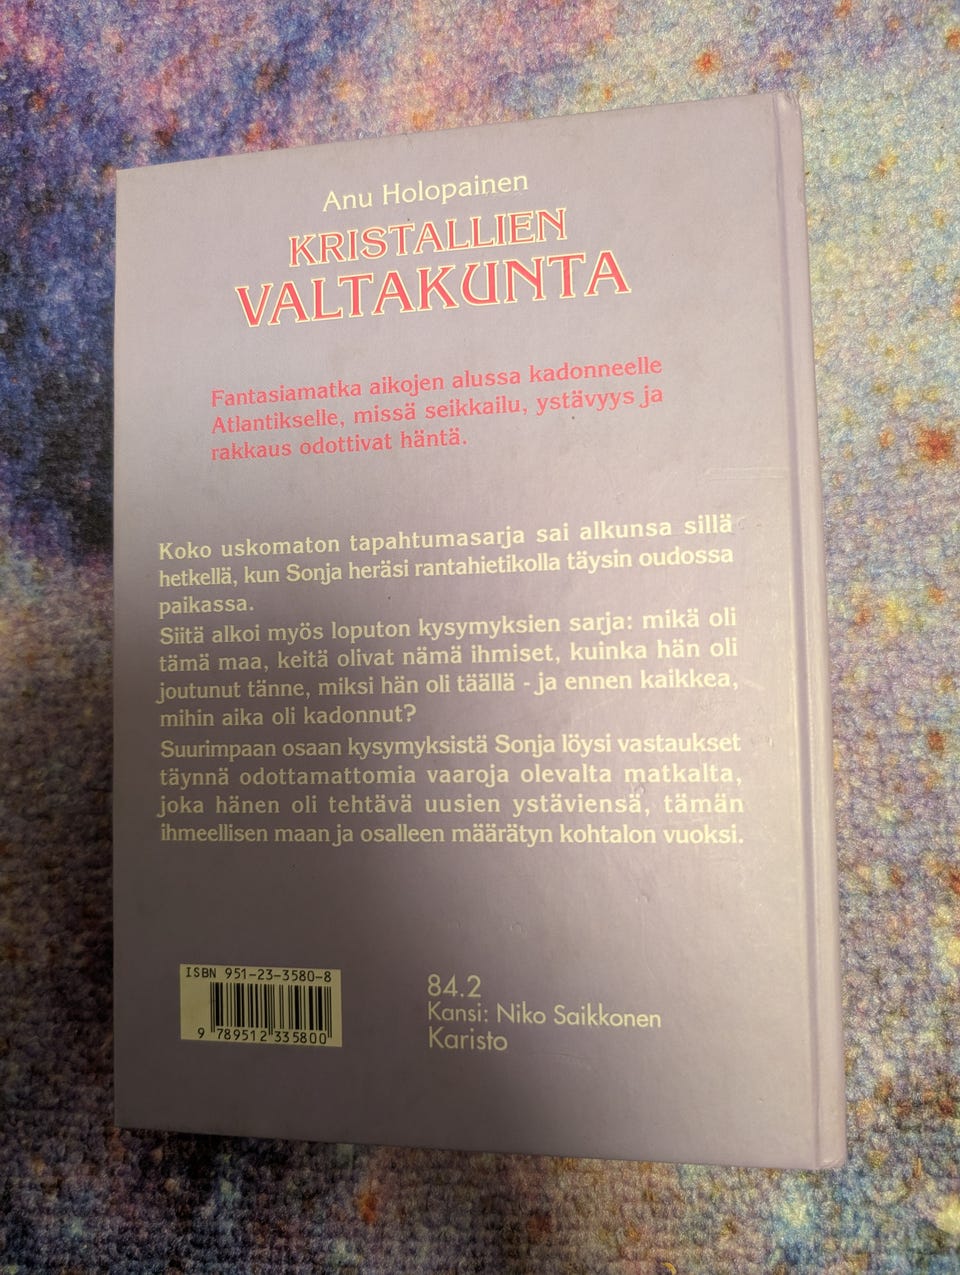 Anu Holopainen
KRISTALLIEN
VALTAKUNTA
Fantasiamatka aikojen alussa kadonneelle
Atlantikselle, missä seikkailu, ystävyys ja
rakkaus odottivat häntä.
Koko uskomaton tapahtumasarja sai alkunsa sillä
hetkellä, kun Sonja heräsi rantahietikolla täysin oudossa
paikassa.
Siitä alkoi myös loputon kysymyksien sarja: mikä oli
tämä maa, keitä olivat nämä ihmiset, kuinka hän oli
joutunut tänne, miksi hän oli täällä - ja ennen kaikkea,
mihin aika oli kadonnut?
Suurimpaan osaan kysymyksistä Sonja löysi vastaukset
täynnä odottamattomia vaaroja olevalta matkalta,
joka hänen oli tehtävä uusien ystäviensä, tämän
ihmeellisen maan ja osalleen määrätyn kohtalon vuoksi.
ISBN 951-23-3580-8
9 789512 335800
84.2
Kansi: Niko Saikkonen
Karisto